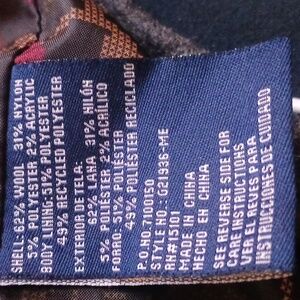 SHELL: 62% WOOL 31% NYLON
5% POLYESTER 2% ACRYLIC
BODY LINING: 51% POLYESTER
49% RECYCLED POLYESTER
EXTERIOR DE TELA:
62% LANA 31% NILÓN
5% POLIÉSTER 2% ACRÍLICO
FORRO: 51% POLIÉSTER
49% POLIÉSTER RECICLADO
P.O.NO.7100150
STYLE NO: G21936-ME
RN#15101
MADE IN CHINA
HECHO EN CHINA
SEE REVERSE SIDE FOR
CARE INSTRUCTIONS
VER EL REVES PARA
INSTRUCCIONES DE CUIDADO